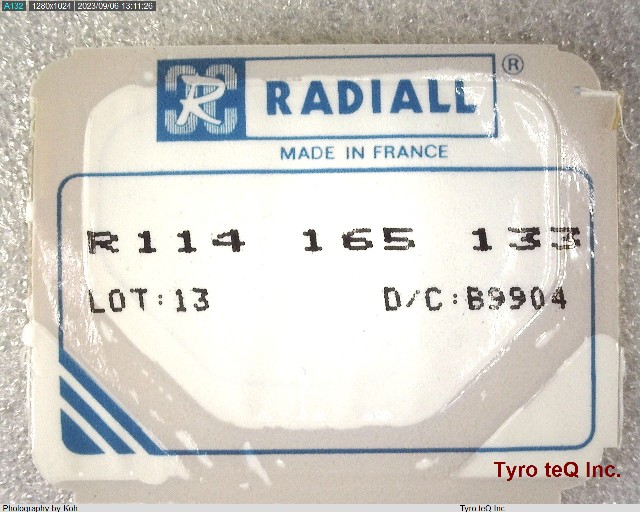 A132 1280x1024 2023/09/06 13:11:26
R RADIALL ®
MADE IN FRANCE
R114 165 133
LOT:13 D/C:B9904
Tyro teQ Inc.
Photography by Koh Tyro teQ Inc